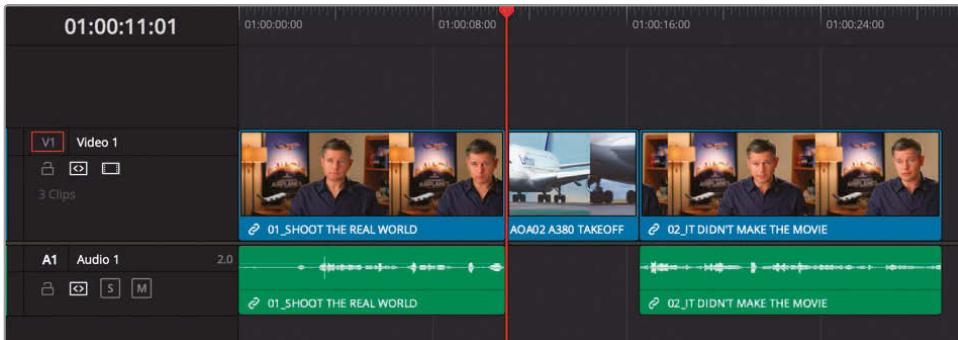 01:00:11:01
01:00:00:00 01:00:08:00 01:00:16:00 01:00:24:00
V1 Video 1
3 Clips
01_SHOOT THE REAL WORLD AOA02 A380 TAKEOFF 02_IT DIDN'T MAKE THE MOVIE
A1 Audio 1 2.0
S M
01_SHOOT THE REAL WORLD 02_IT DIDN'T MAKE THE MOVIE